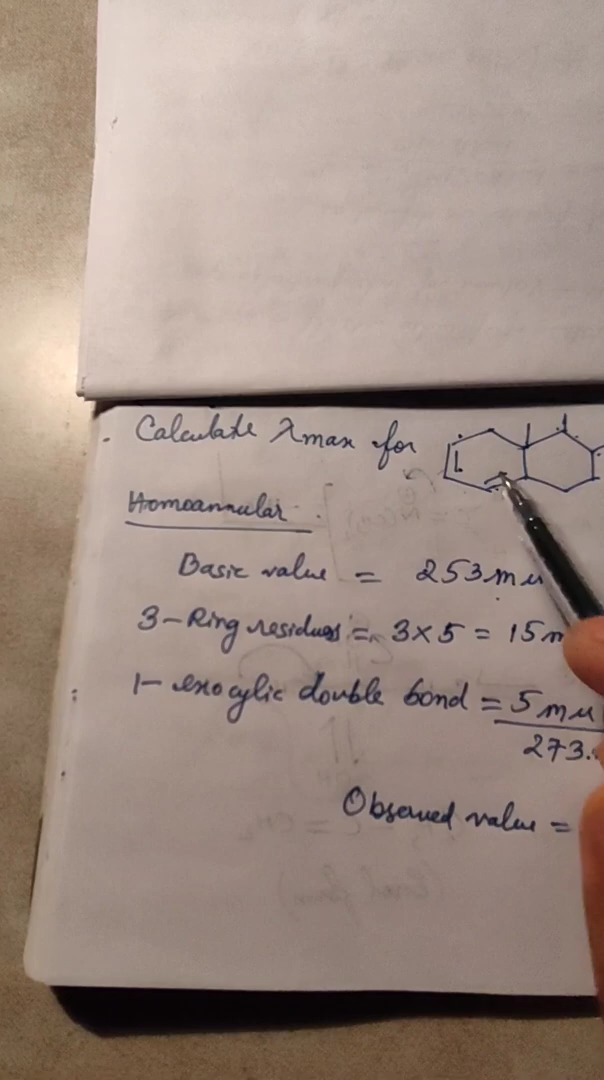 . Calculate λmax for
Homoannular .
Basic value = 253 mμ
3-Ring residues = 3×5 = 15 m
1- exocylic double bond = 5 mμ
273.
Observed value =